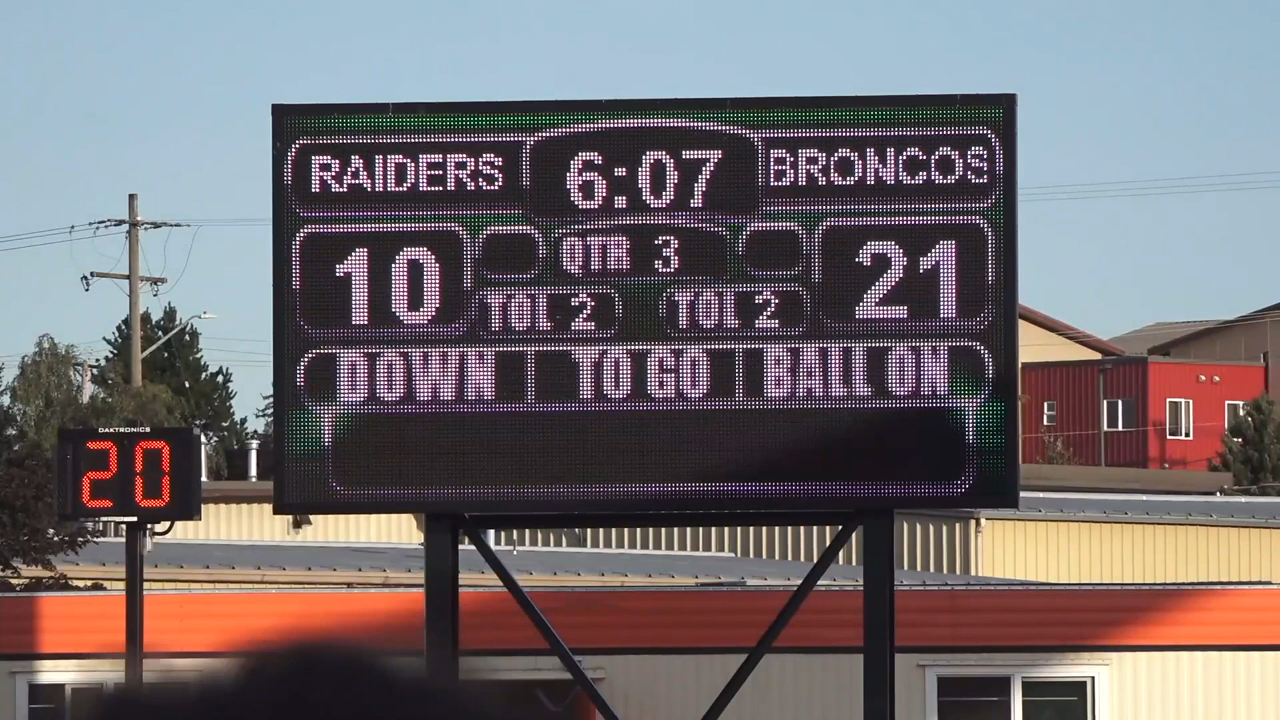 RAIDERS 6:07 BRONCOS
10 QTR 3 21
TOL 2 TOL 2
DOWN TO GO BALL ON
DAKTRONICS
20